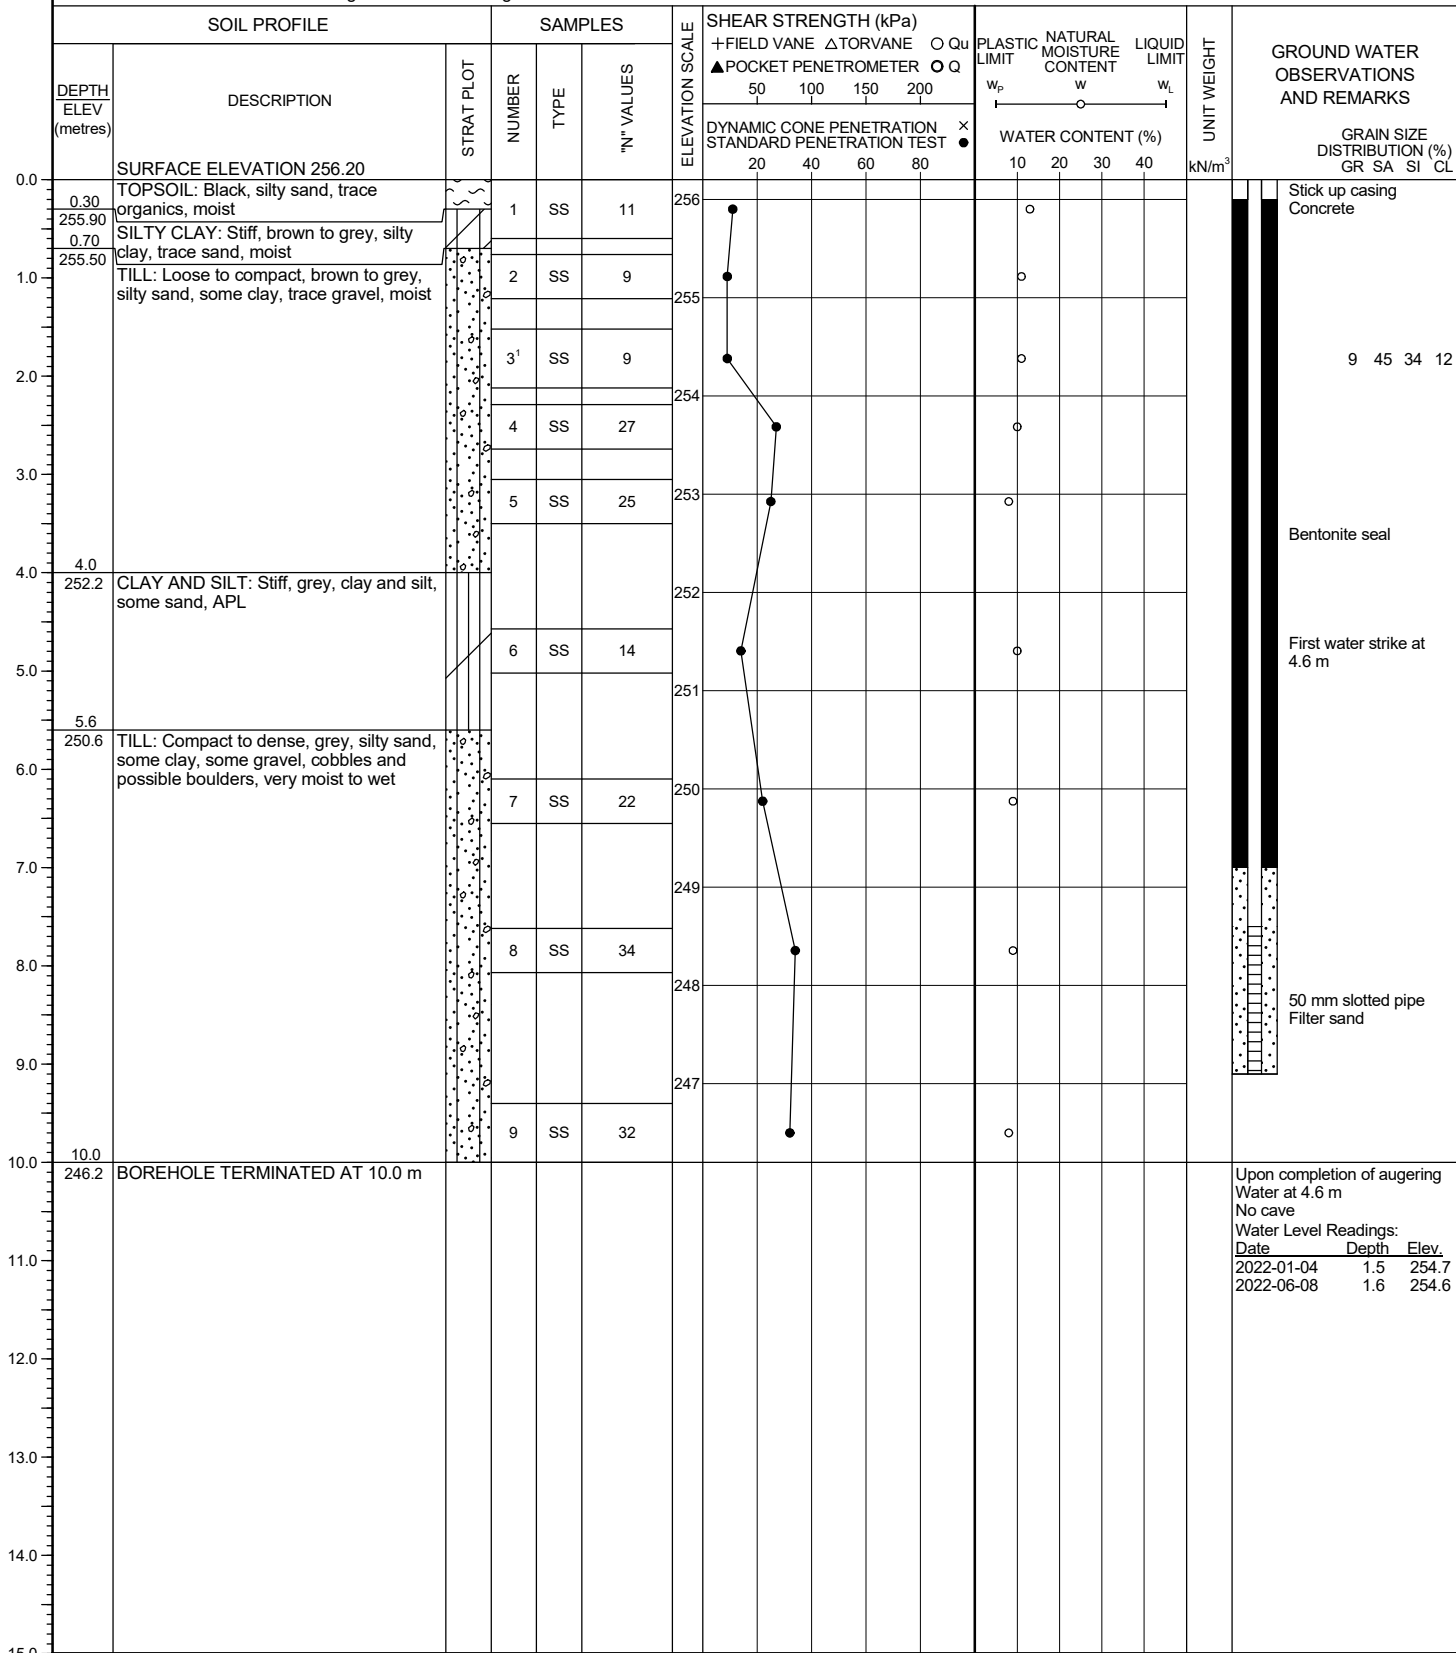 SOIL PROFILE
SAMPLES
ELEVATION SCALE
SHEAR STRENGTH (kPa)
+FIELD VANE △TORVANE ○ Qu
▲POCKET PENETROMETER O Q
50 100 150 200
DYNAMIC CONE PENETRATION ×
STANDARD PENETRATION TEST ●
20 40 60 80
PLASTIC LIMIT
NATURAL MOISTURE CONTENT
LIQUID LIMIT
WP W WL
WATER CONTENT (%)
10 20 30 40
UNIT WEIGHT
kN/m³
GROUND WATER
OBSERVATIONS
AND REMARKS
GRAIN SIZE
DISTRIBUTION (%)
GR SA SI CL
DEPTH
ELEV
(metres)
DESCRIPTION
STRAT PLOT
NUMBER
TYPE
"N" VALUES
SURFACE ELEVATION 256.20
0.0
TOPSOIL: Black, silty sand, trace
organics, moist
0.30
255.90
SILTY CLAY: Stiff, brown to grey, silty
clay, trace sand, moist
0.70
255.50
TILL: Loose to compact, brown to grey,
silty sand, some clay, trace gravel, moist
1 SS 11
256
Stick up casing
Concrete
1.0
2 SS 9
255
3¹ SS 9
9 45 34 12
2.0
254
4 SS 27
3.0
253
5 SS 25
Bentonite seal
4.0
4.0
252.2
CLAY AND SILT: Stiff, grey, clay and silt,
some sand, APL
252
6 SS 14
First water strike at
4.6 m
5.0
251
5.6
250.6
TILL: Compact to dense, grey, silty sand,
some clay, some gravel, cobbles and
possible boulders, very moist to wet
6.0
250
7 SS 22
7.0
249
8 SS 34
8.0
248
50 mm slotted pipe
Filter sand
9.0
247
9 SS 32
10.0
10.0
246.2
BOREHOLE TERMINATED AT 10.0 m
Upon completion of augering
Water at 4.6 m
No cave
Water Level Readings:
Date Depth Elev.
2022-01-04 1.5 254.7
2022-06-08 1.6 254.6
11.0
12.0
13.0
14.0
15.0